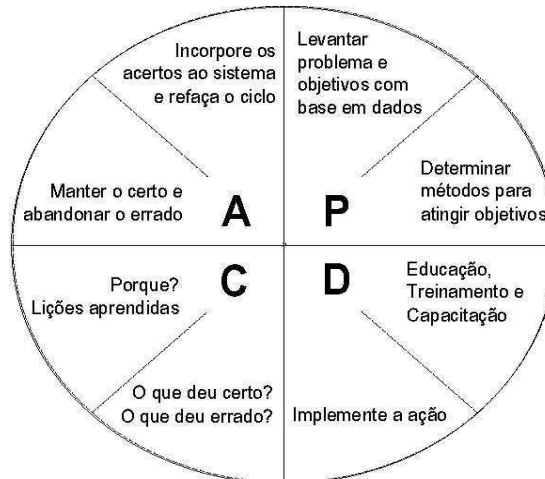 Incorpore os
acertos ao sistema
e refaça o ciclo
Levantar
problema e
objetivos com
base em dados
Manter o certo e
abandonar o errado
A
P
Determinar
métodos para
atingir objetivos
Porque?
Lições aprendidas
C
D
Educação,
Treinamento e
Capacitação
O que deu certo?
O que deu errado?
Implemente a ação